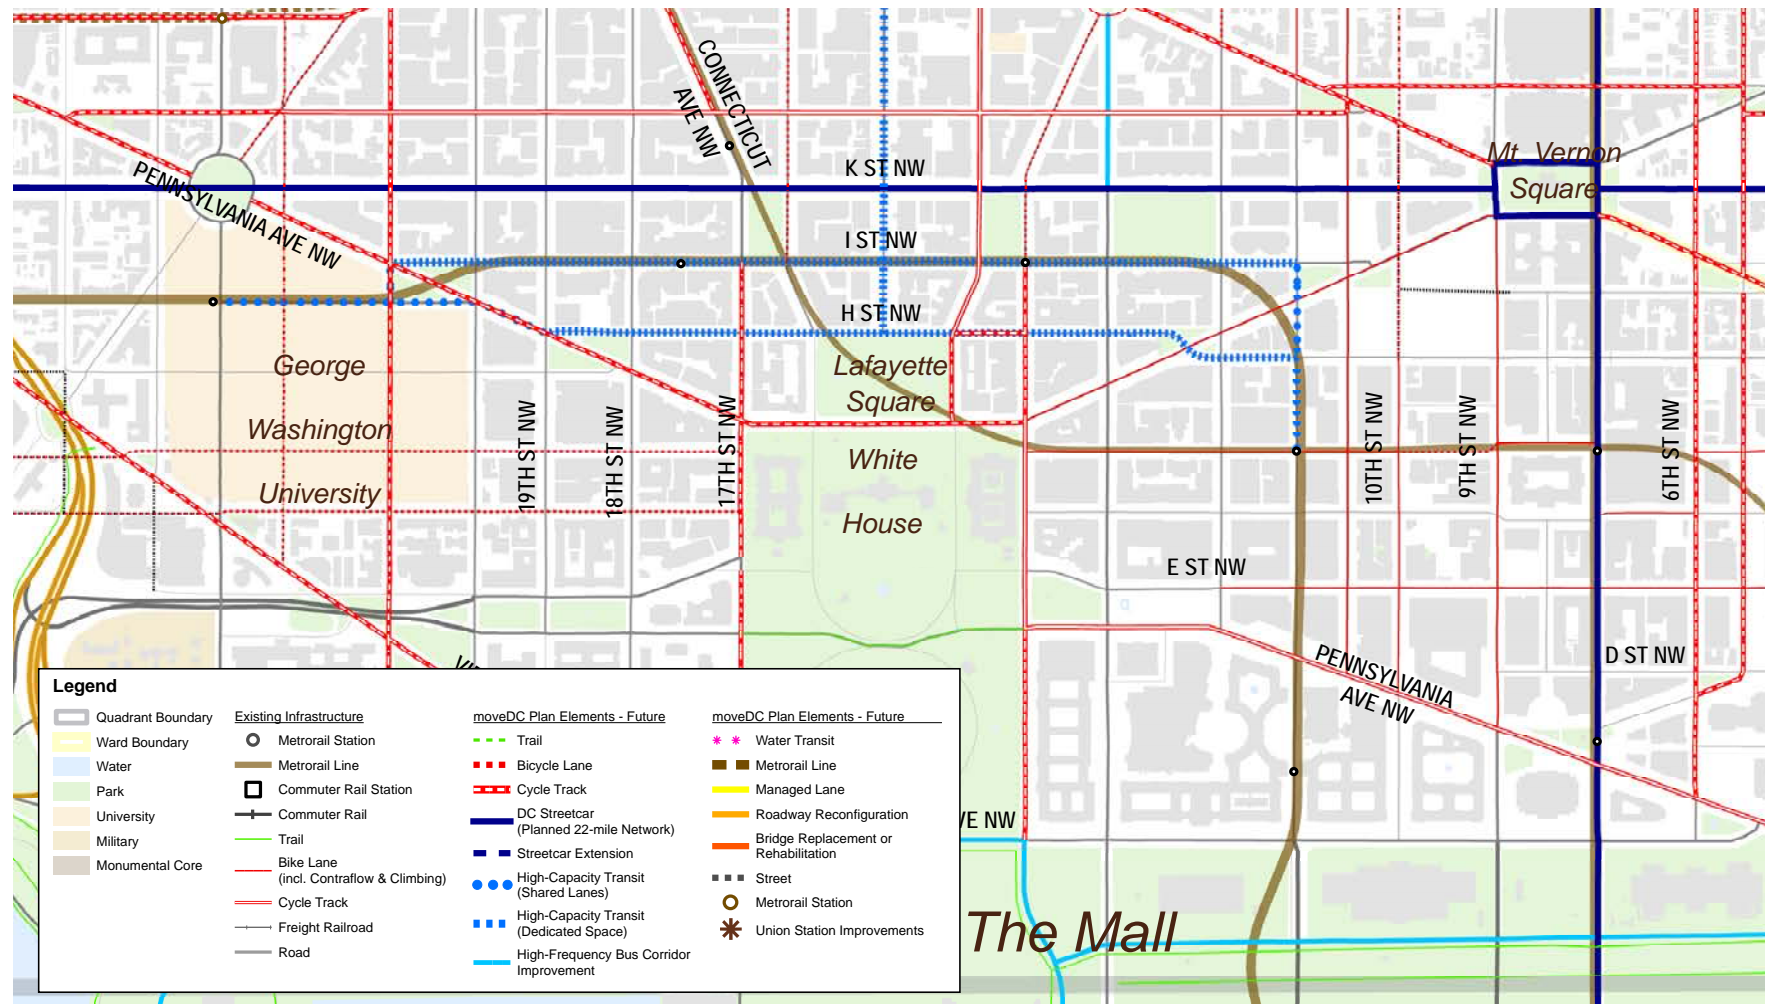 CONNECTICUT
AVE NW
K ST NW
Mt. Vernon
Square
PENNSYLVANIA AVE NW
I ST NW
H ST NW
George
Washington
University
Lafayette
Square
White
House
19TH ST NW
18TH ST NW
17TH ST NW
10TH ST NW
9TH ST NW
6TH ST NW
E ST NW
D ST NW
PENNSYLVANIA
AVE NW
VE NW
The Mall
Legend
Quadrant Boundary
Ward Boundary
Water
Park
University
Military
Monumental Core
Existing Infrastructure
Metrorail Station
Metrorail Line
Commuter Rail Station
Commuter Rail
Trail
Bike Lane
(incl. Contraflow & Climbing)
Cycle Track
Freight Railroad
Road
moveDC Plan Elements - Future
Trail
Bicycle Lane
Cycle Track
DC Streetcar
(Planned 22-mile Network)
Streetcar Extension
High-Capacity Transit
(Shared Lanes)
High-Capacity Transit
(Dedicated Space)
High-Frequency Bus Corridor
Improvement
moveDC Plan Elements - Future
Water Transit
Metrorail Line
Managed Lane
Roadway Reconfiguration
Bridge Replacement or
Rehabilitation
Street
Metrorail Station
Union Station Improvements